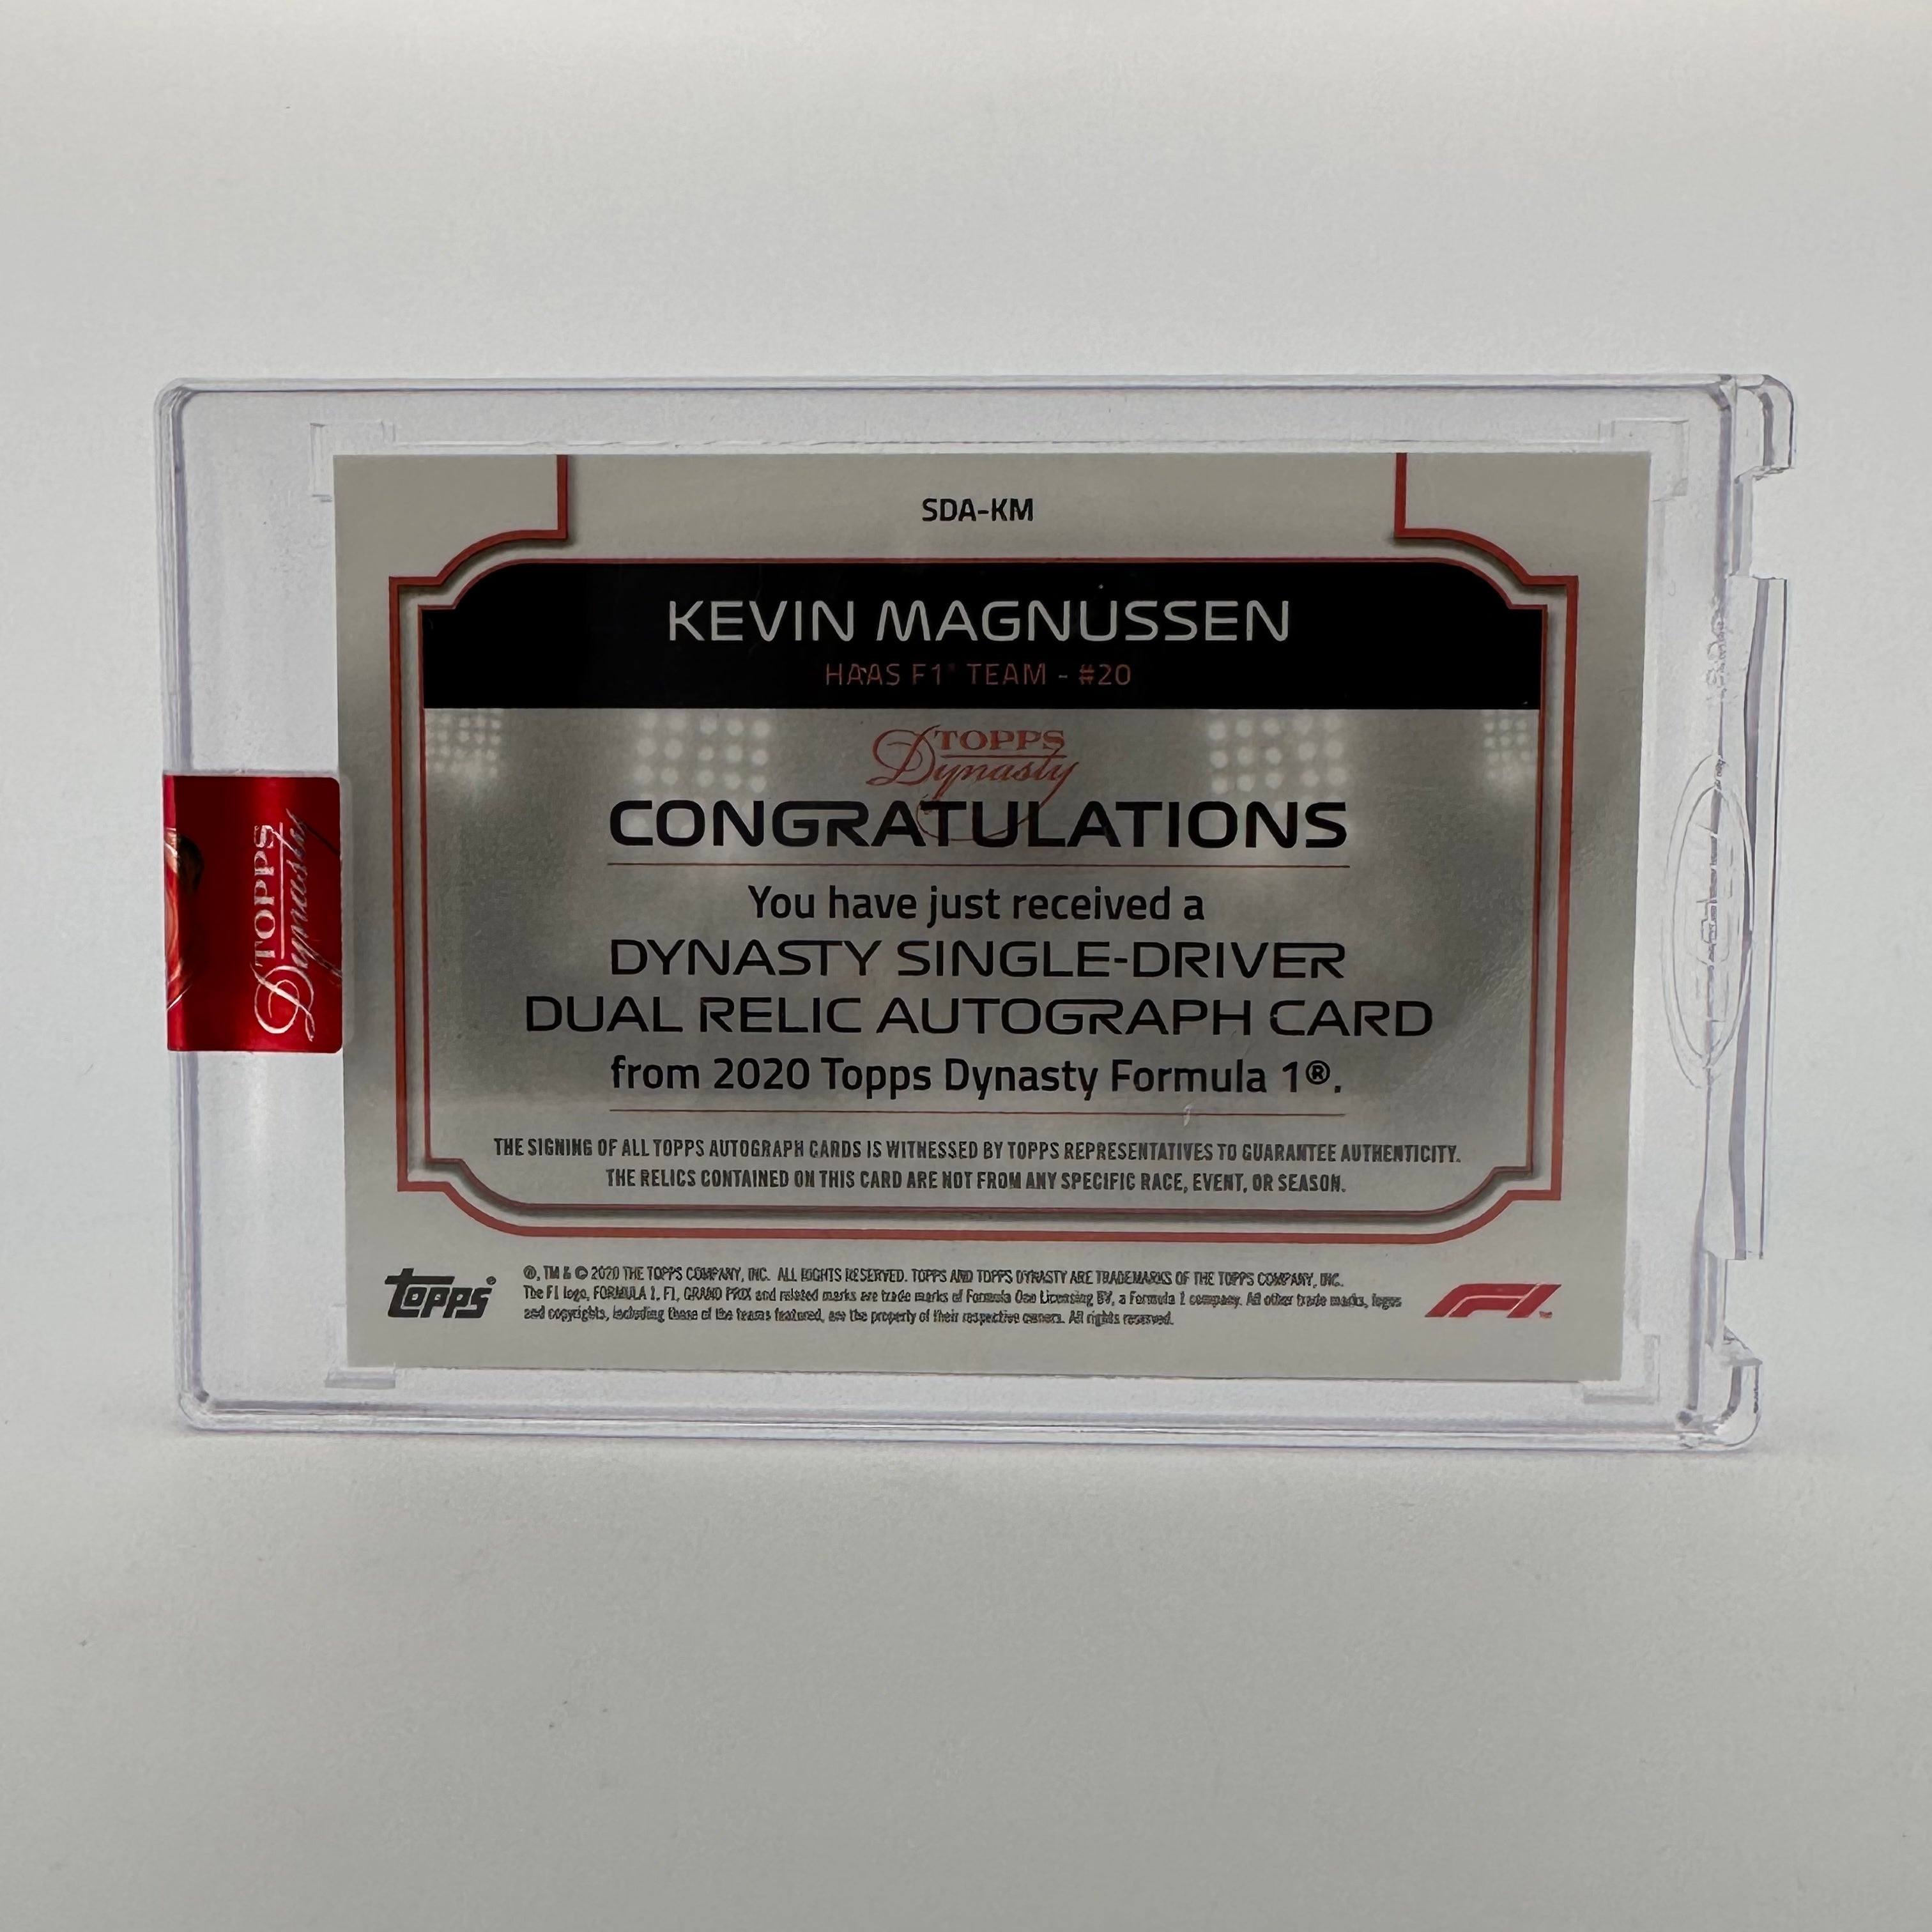 SDA-KM
KEVIN MAGNUSSEN
HAAS F1® TEAM - #20
TOPPS
Dynasty
CONGRATULATIONS
You have just received a
DYNASTY SINGLE-DRIVER
DUAL RELIC AUTOGRAPH CARD
from 2020 Topps Dynasty Formula 1®.
THE SIGNING OF ALL TOPPS AUTOGRAPH CARDS IS WITNESSED BY TOPPS REPRESENTATIVES TO GUARANTEE AUTHENTICITY.
THE RELICS CONTAINED ON THIS CARD ARE NOT FROM ANY SPECIFIC RACE, EVENT, OR SEASON.
topps®
®, TM & © 2020 THE TOPPS COMPANY, INC. ALL RIGHTS RESERVED. TOPPS AND TOPPS DYNASTY ARE TRADEMARKS OF THE TOPPS COMPANY, INC.
The F1 logo, FORMULA 1, F1, GRAND PRIX and related marks are trade marks of Formula One Licensing BV, a Formula 1 company. All other trade marks, logos
and copyrights, including those of the teams featured, are the property of their respective owners. All rights reserved.
F1™
TOPPS
Dynasty